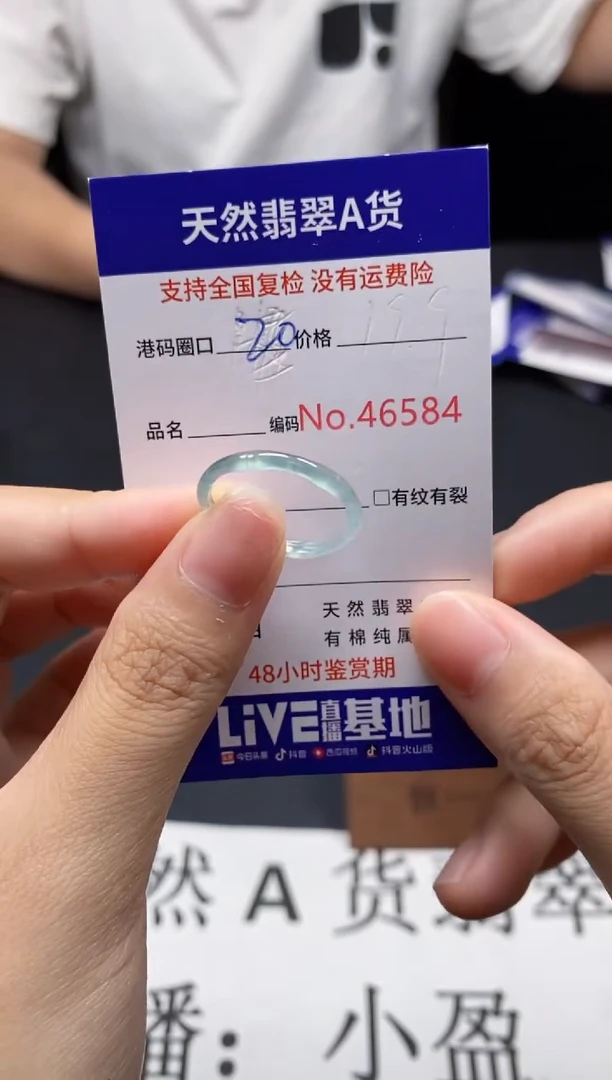 天然翡翠A货
支持全国复检 没有运费险
港码圈口 20 价格 199
品名 编码No.46584
□有纹有裂
天然翡翠
有棉纯属
48小时鉴赏期
LiVE直播基地
今日头条 抖音 西瓜视频 抖音火山版
然A货翡翠
播：小盈